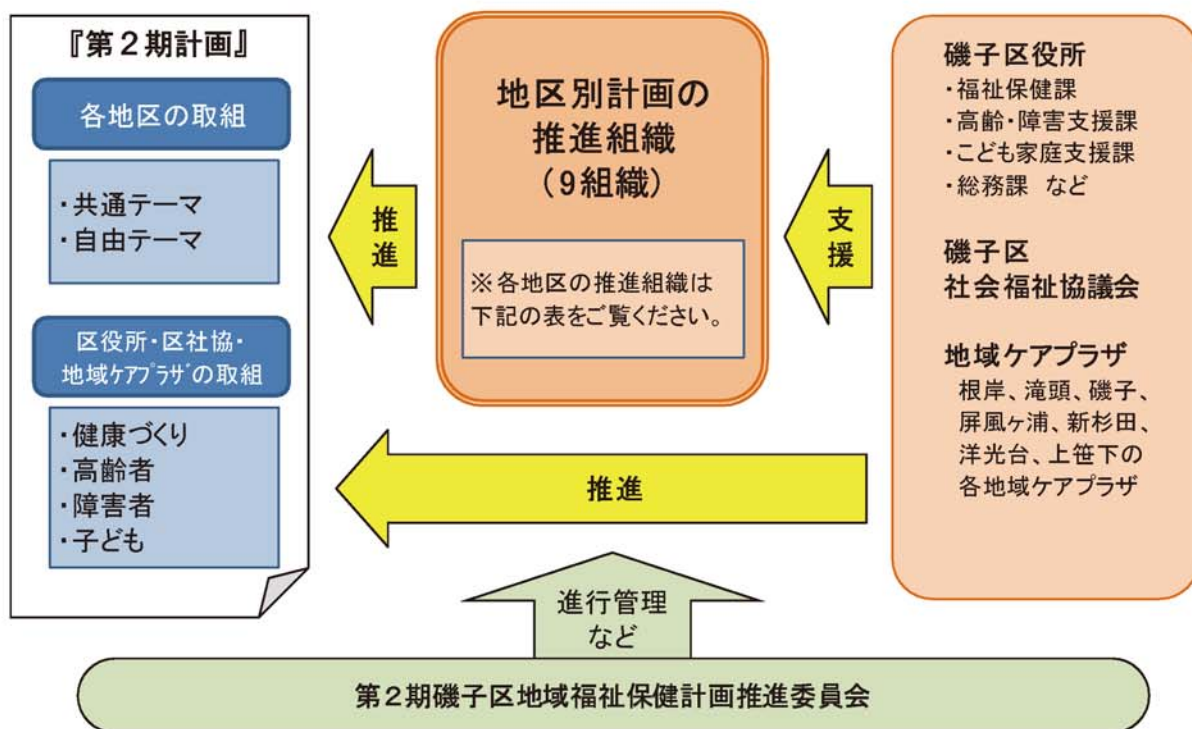 『第２期計画』
各地区の取組
・共通テーマ
・自由テーマ
区役所・区社協・
地域ｹｱﾌﾟﾗｻﾞの取組
・健康づくり
・高齢者
・障害者
・子ども
推進
地区別計画の
推進組織
（9組織）
※各地区の推進組織は
下記の表をご覧ください。
支援
磯子区役所
・福祉保健課
・高齢・障害支援課
・こども家庭支援課
・総務課 など
磯子区
社会福祉協議会
地域ケアプラザ
根岸、滝頭、磯子、
屏風ヶ浦、新杉田、
洋光台、上笹下の
各地域ケアプラザ
推進
進行管理
など
第２期磯子区地域福祉保健計画推進委員会